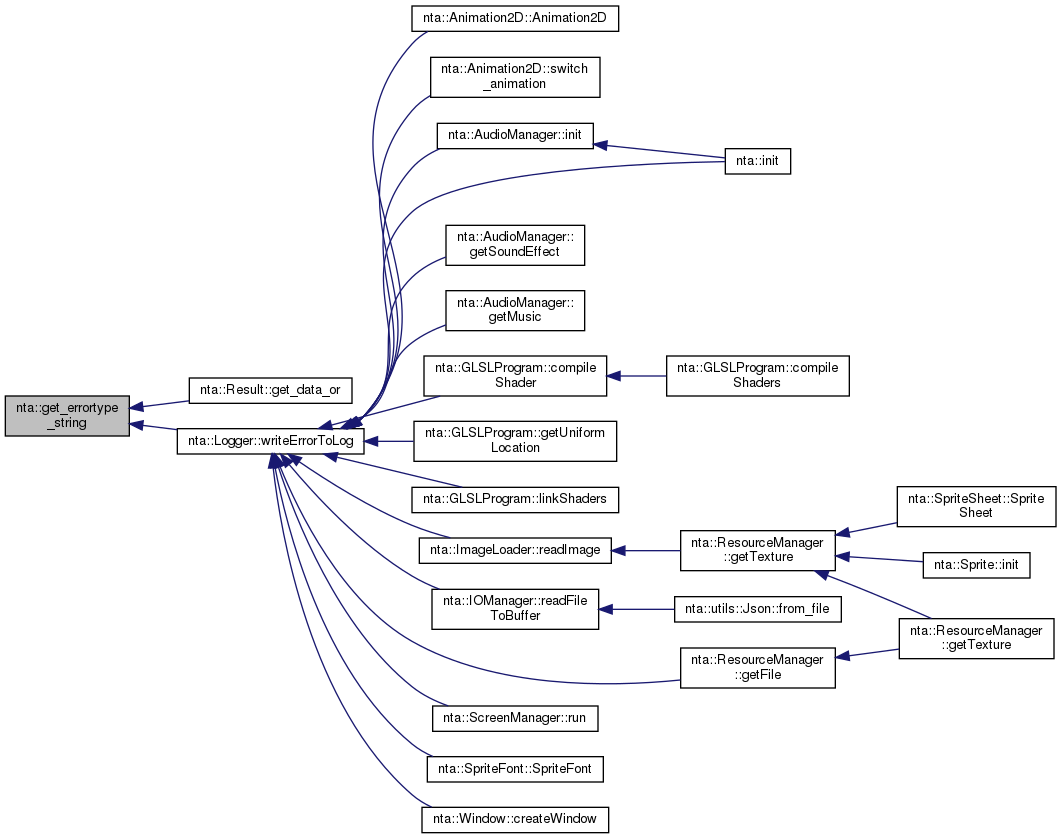 nta::Animation2D::Animation2D
nta::Animation2D::switch
_animation
nta::AudioManager::init
nta::init
nta::AudioManager::
getSoundEffect
nta::AudioManager::
getMusic
nta::GLSLProgram::compile
Shader
nta::GLSLProgram::compile
Shaders
nta::Result::get_data_or
nta::get_errortype
_string
nta::Logger::writeErrorToLog
nta::GLSLProgram::getUniform
Location
nta::GLSLProgram::linkShaders
nta::SpriteSheet::Sprite
Sheet
nta::ImageLoader::readImage
nta::ResourceManager
::getTexture
nta::Sprite::init
nta::IOManager::readFile
ToBuffer
nta::utils::Json::from_file
nta::ResourceManager
::getTexture
nta::ResourceManager
::getFile
nta::ScreenManager::run
nta::SpriteFont::SpriteFont
nta::Window::createWindow